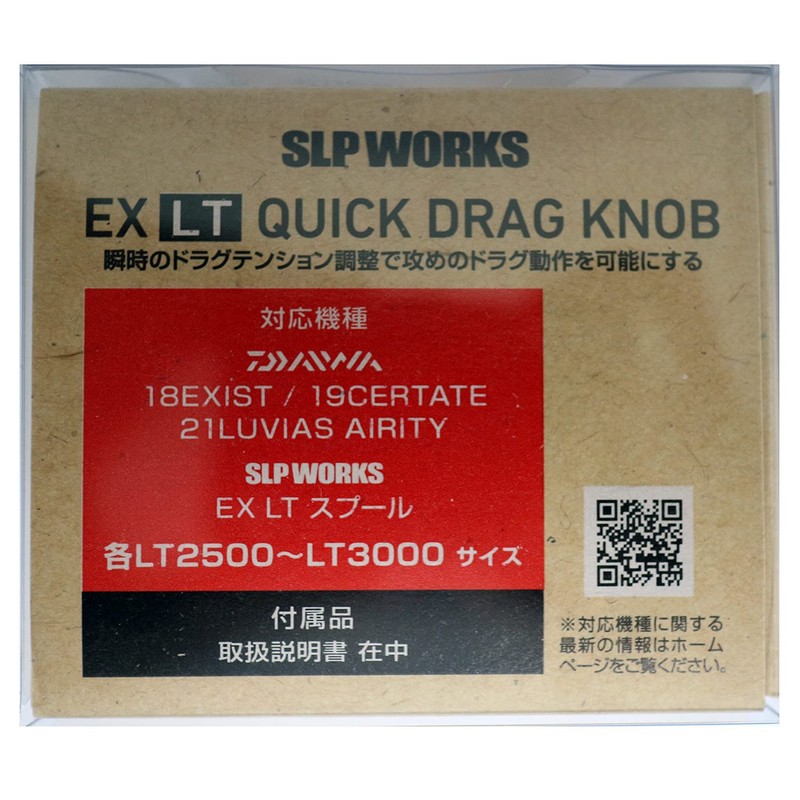 SLP WORKS
EX LT QUICK DRAG KNOB
瞬時のドラグテンション調整で攻めのドラグ動作を可能にする
対応機種
DAIWA
18EXIST / 19CERTATE
21LUVIAS AIRITY
SLP WORKS
EX LT スプール
各LT2500～LT3000 サイズ
付属品
取扱説明書 在中
※対応機種に関する
最新の情報はホーム
ページをご覧ください。